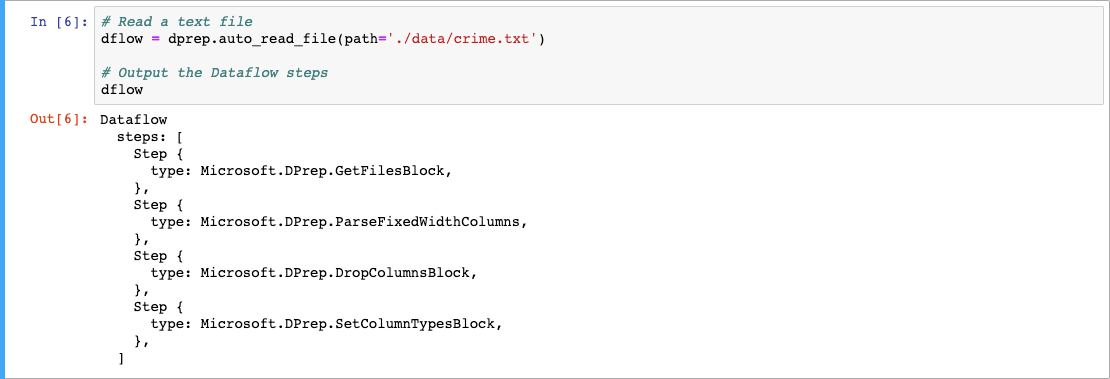 In [6]: # Read a text file
dflow = dprep.auto_read_file(path='./data/crime.txt')
# Output the Dataflow steps
dflow
Out[6]: Dataflow
steps: [
Step {
type: Microsoft.DPrep.GetFilesBlock,
},
Step {
type: Microsoft.DPrep.ParseFixedWidthColumns,
},
Step {
type: Microsoft.DPrep.DropColumnsBlock,
},
Step {
type: Microsoft.DPrep.SetColumnTypesBlock,
},
]